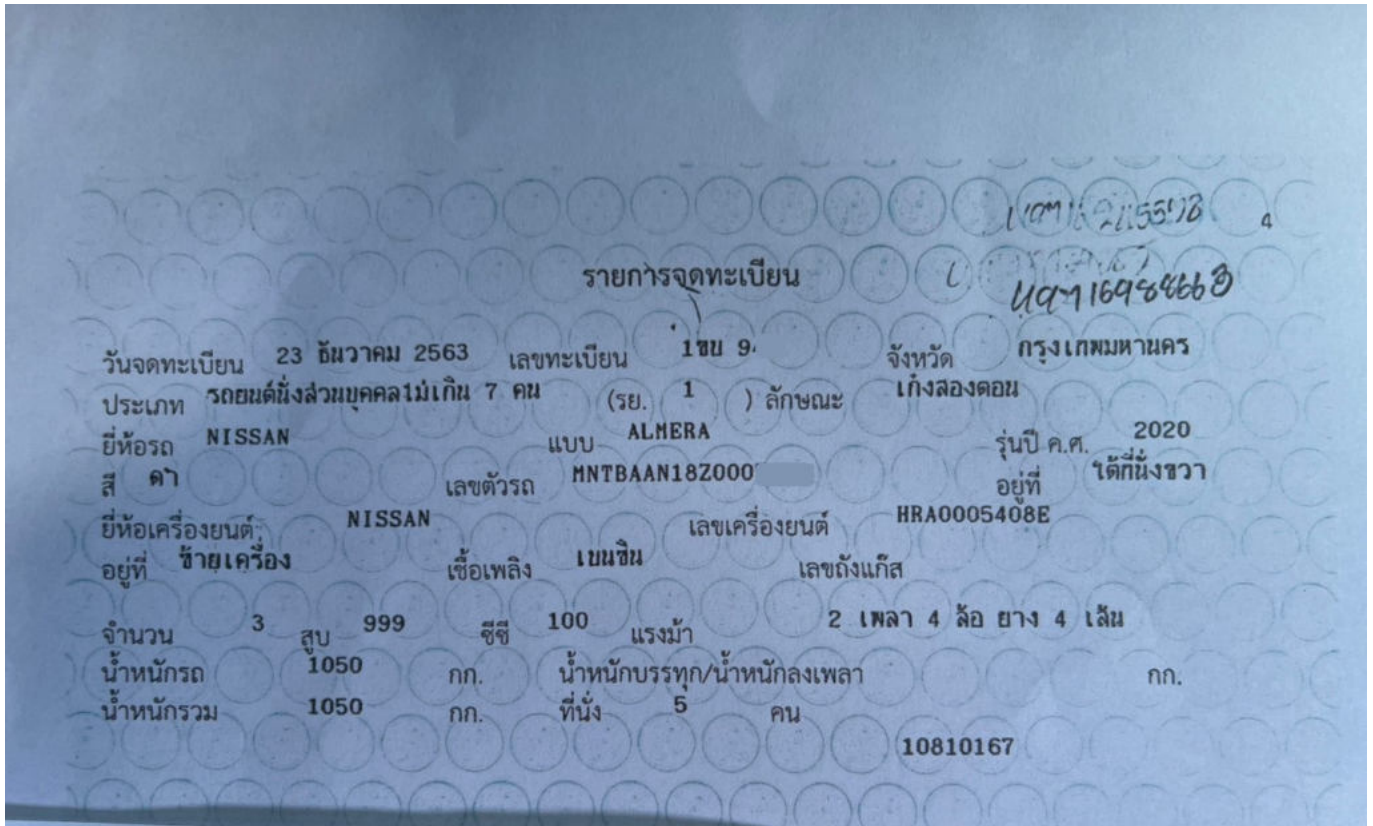 4
รายการจดทะเบียน
บค716988663
วันจดทะเบียน 23 ธันวาคม 2563 เลขทะเบียน 1ขบ 9 จังหวัด กรุงเทพมหานคร
ประเภท รถยนต์นั่งส่วนบุคคลไม่เกิน 7 คน (รย. 1 ) ลักษณะ เก๋งสองตอน
ยี่ห้อรถ NISSAN แบบ ALMERA รุ่นปี ค.ศ. 2020
สี ดำ เลขตัวรถ MNTBAAN18Z000 อยู่ที่ ใต้ที่นั่งขวา
ยี่ห้อเครื่องยนต์ NISSAN เลขเครื่องยนต์ HRA0005408E
อยู่ที่ ซ้ายเครื่อง เชื้อเพลิง เบนซิน เลขถังแก๊ส
จำนวน 3 สูบ 999 ซีซี 100 แรงม้า 2 เพลา 4 ล้อ ยาง 4 เส้น
น้ำหนักรถ 1050 กก. น้ำหนักบรรทุก/น้ำหนักลงเพลา กก.
น้ำหนักรวม 1050 กก. ที่นั่ง 5 คน
10810167